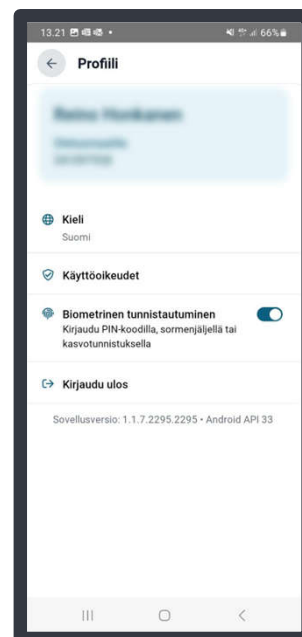 13.21 66%
Profiili
Kieli
Suomi
Käyttöoikeudet
Biometrinen tunnistautuminen
Kirjaudu PIN-koodilla, sormenjäljellä tai
kasvotunnistuksella
Kirjaudu ulos
Sovellusversio: 1.1.7.2295.2295 • Android API 33